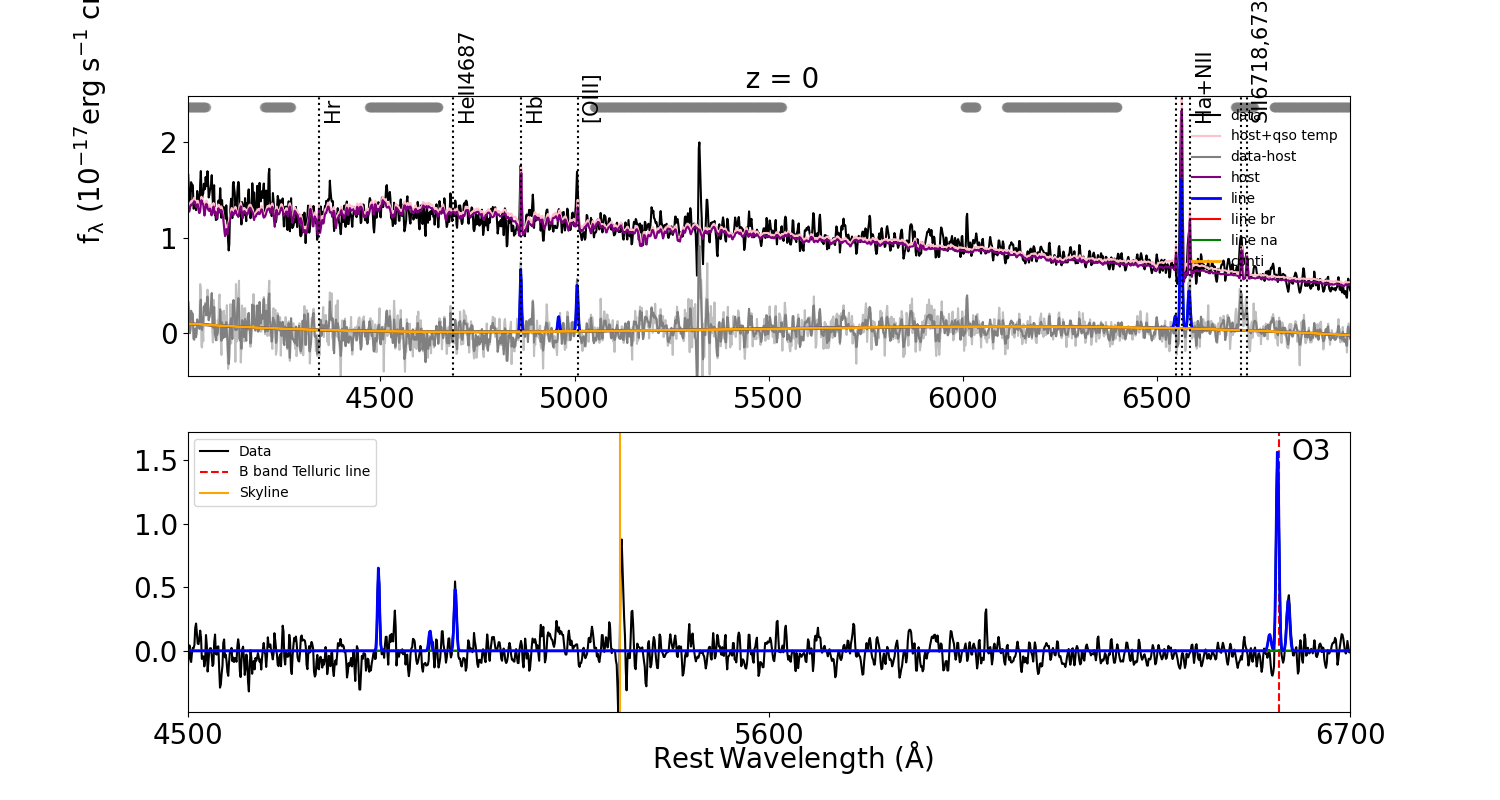 z = 0
f_λ (10⁻¹⁷erg s⁻¹ c
Hr
HeII4687
Hb
[OIII]
Ha+NII
SII6718,673
data
host+qso temp
data-host
host
line
line br
line na
conti
2
1
0
4500 5000 5500 6000 6500
Data
B band Telluric line
Skyline
O3
1.5
1.0
0.5
0.0
4500 5600 6700
Rest Wavelength (Å)